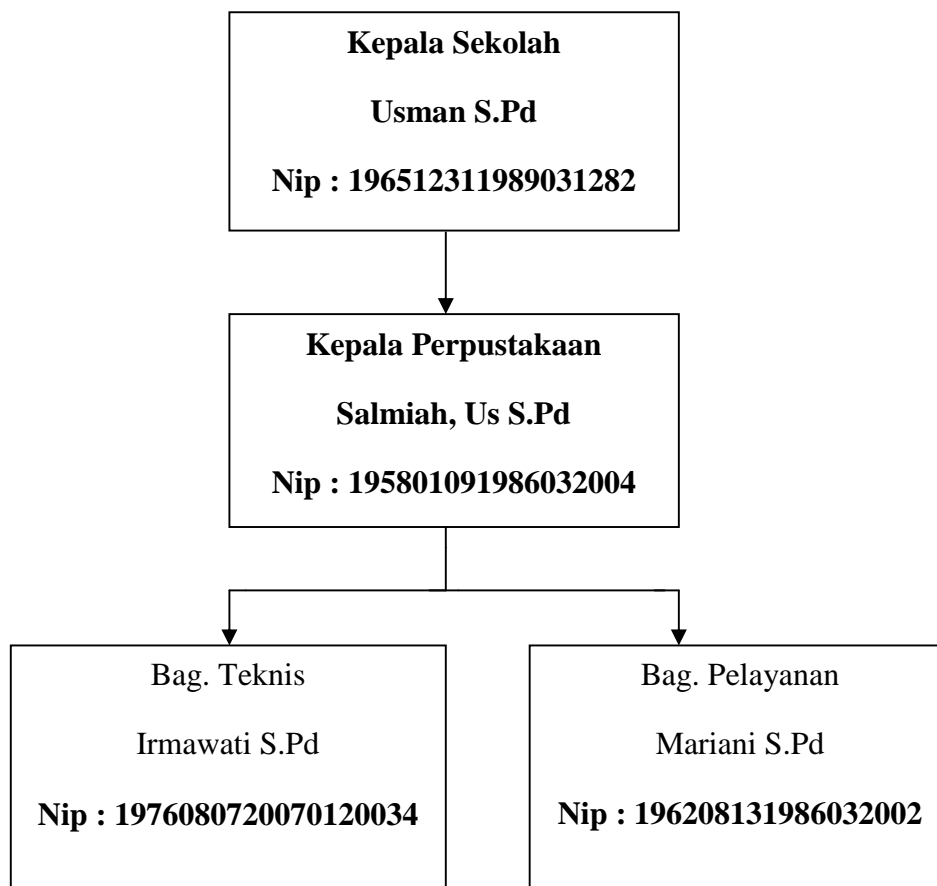 Kepala Sekolah
Usman S.Pd
Nip : 196512311989031282
Kepala Perpustakaan
Salmiah, Us S.Pd
Nip : 195801091986032004
Bag. Teknis
Irmawati S.Pd
Nip : 1976080720070120034
Bag. Pelayanan
Mariani S.Pd
Nip : 196208131986032002